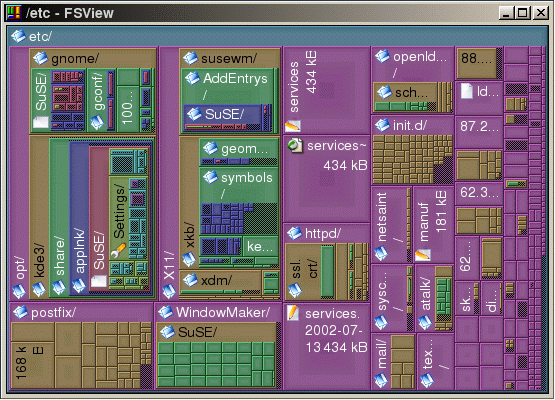 /etc - FSView
etc/
opt/
gnome/
SuSE/
gconf/
100...
kde3/
share/
applnk/
SuSE/
Settings/
X11/
susewm/
AddEntrys
/
SuSE/
xkb/
geom...
symbols
/
ke...
xdm/
services
434 kE
services~
434 kB
httpd/
ssl.
crt/
services.
2002-07-
13 434 kB
postfix/
168 k
B
WindowMaker/
SuSE/
openld...
/
sch...
init.d/
netsaint
/
manuf
181 kE
sysc...
/
atalk/
mail/
tex...
/
88....
ld...
87.2...
62.3...
62...
sk...
di...